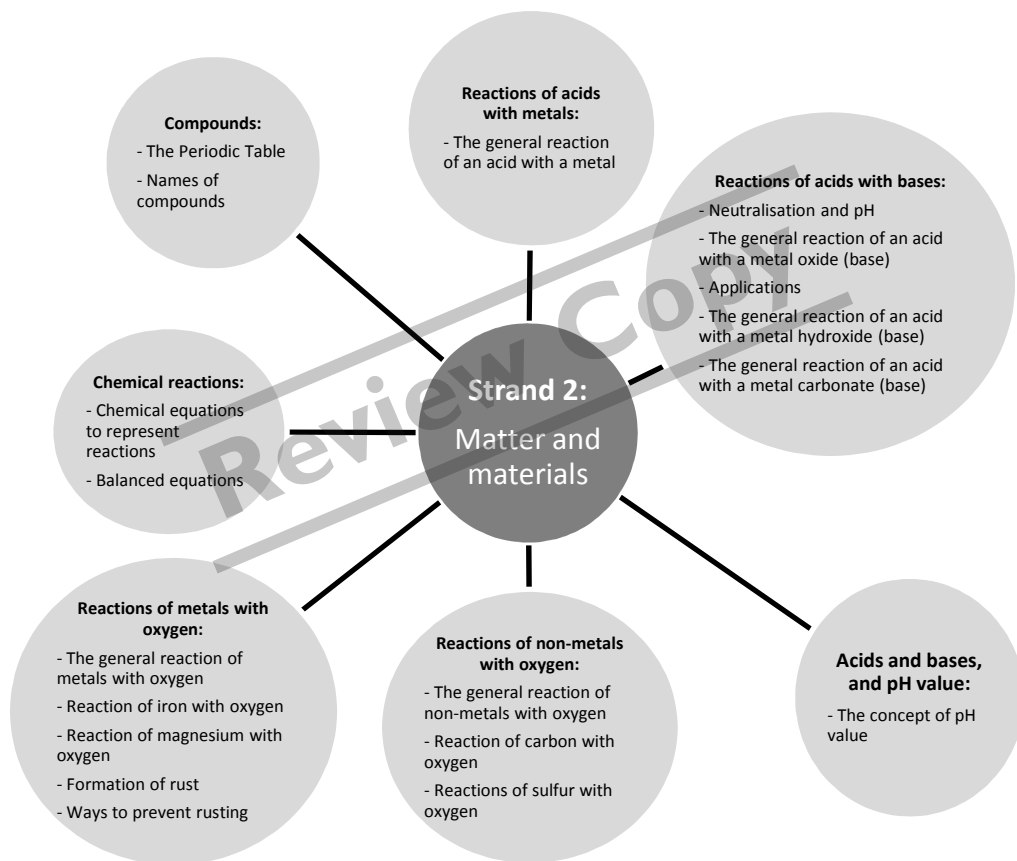 Compounds:
- The Periodic Table
- Names of
compounds
Reactions of acids
with metals:
- The general reaction
of an acid with a metal
Reactions of acids with bases:
- Neutralisation and pH
- The general reaction of an acid
with a metal oxide (base)
- Applications
- The general reaction of an acid
with a metal hydroxide (base)
- The general reaction of an acid
with a metal carbonate (base)
Chemical reactions:
- Chemical equations
to represent
reactions
- Balanced equations
Strand 2:
Matter and
materials
Review Copy
Reactions of metals with
oxygen:
- The general reaction of
metals with oxygen
- Reaction of iron with oxygen
- Reaction of magnesium with
oxygen
- Formation of rust
- Ways to prevent rusting
Reactions of non-metals
with oxygen:
- The general reaction of
non-metals with oxygen
- Reaction of carbon with
oxygen
- Reactions of sulfur with
oxygen
Acids and bases,
and pH value:
- The concept of pH
value